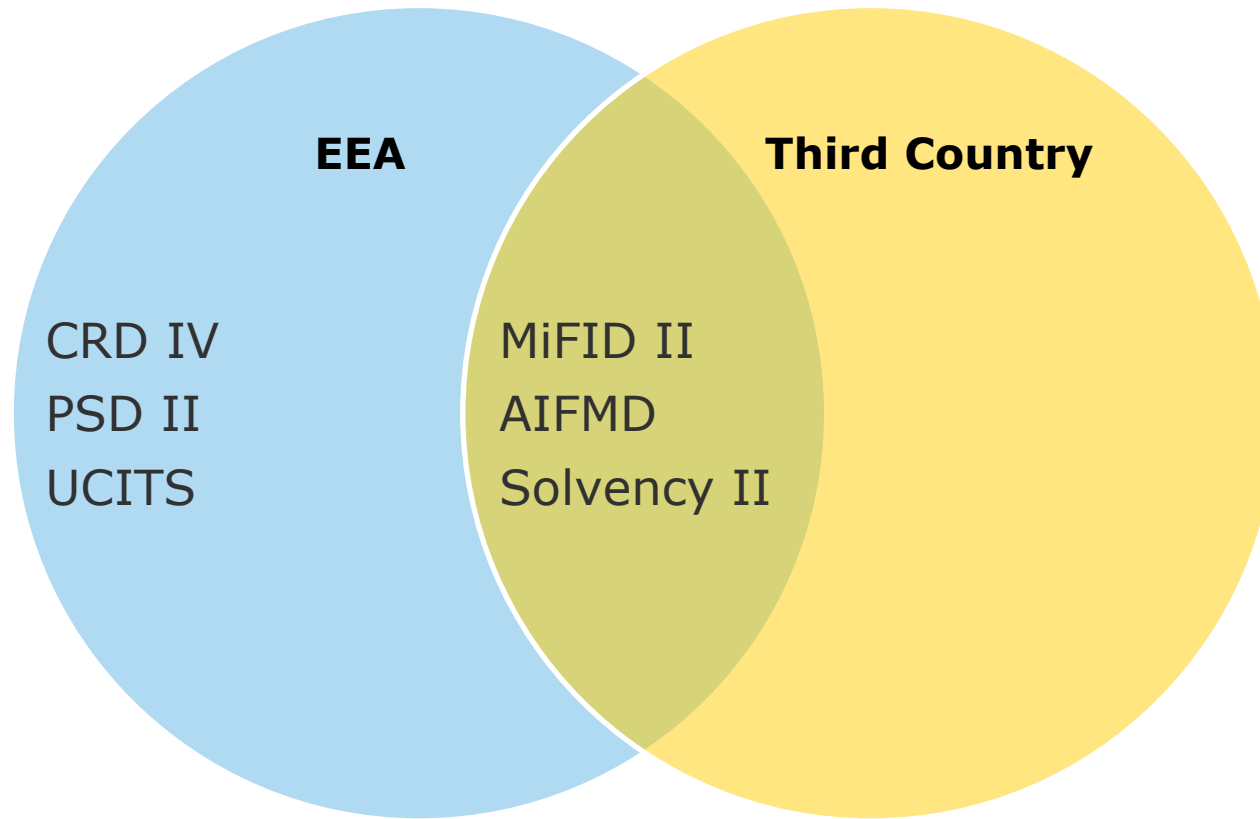 EEA
Third Country
CRD IV
PSD II
UCITS
MiFID II
AIFMD
Solvency II